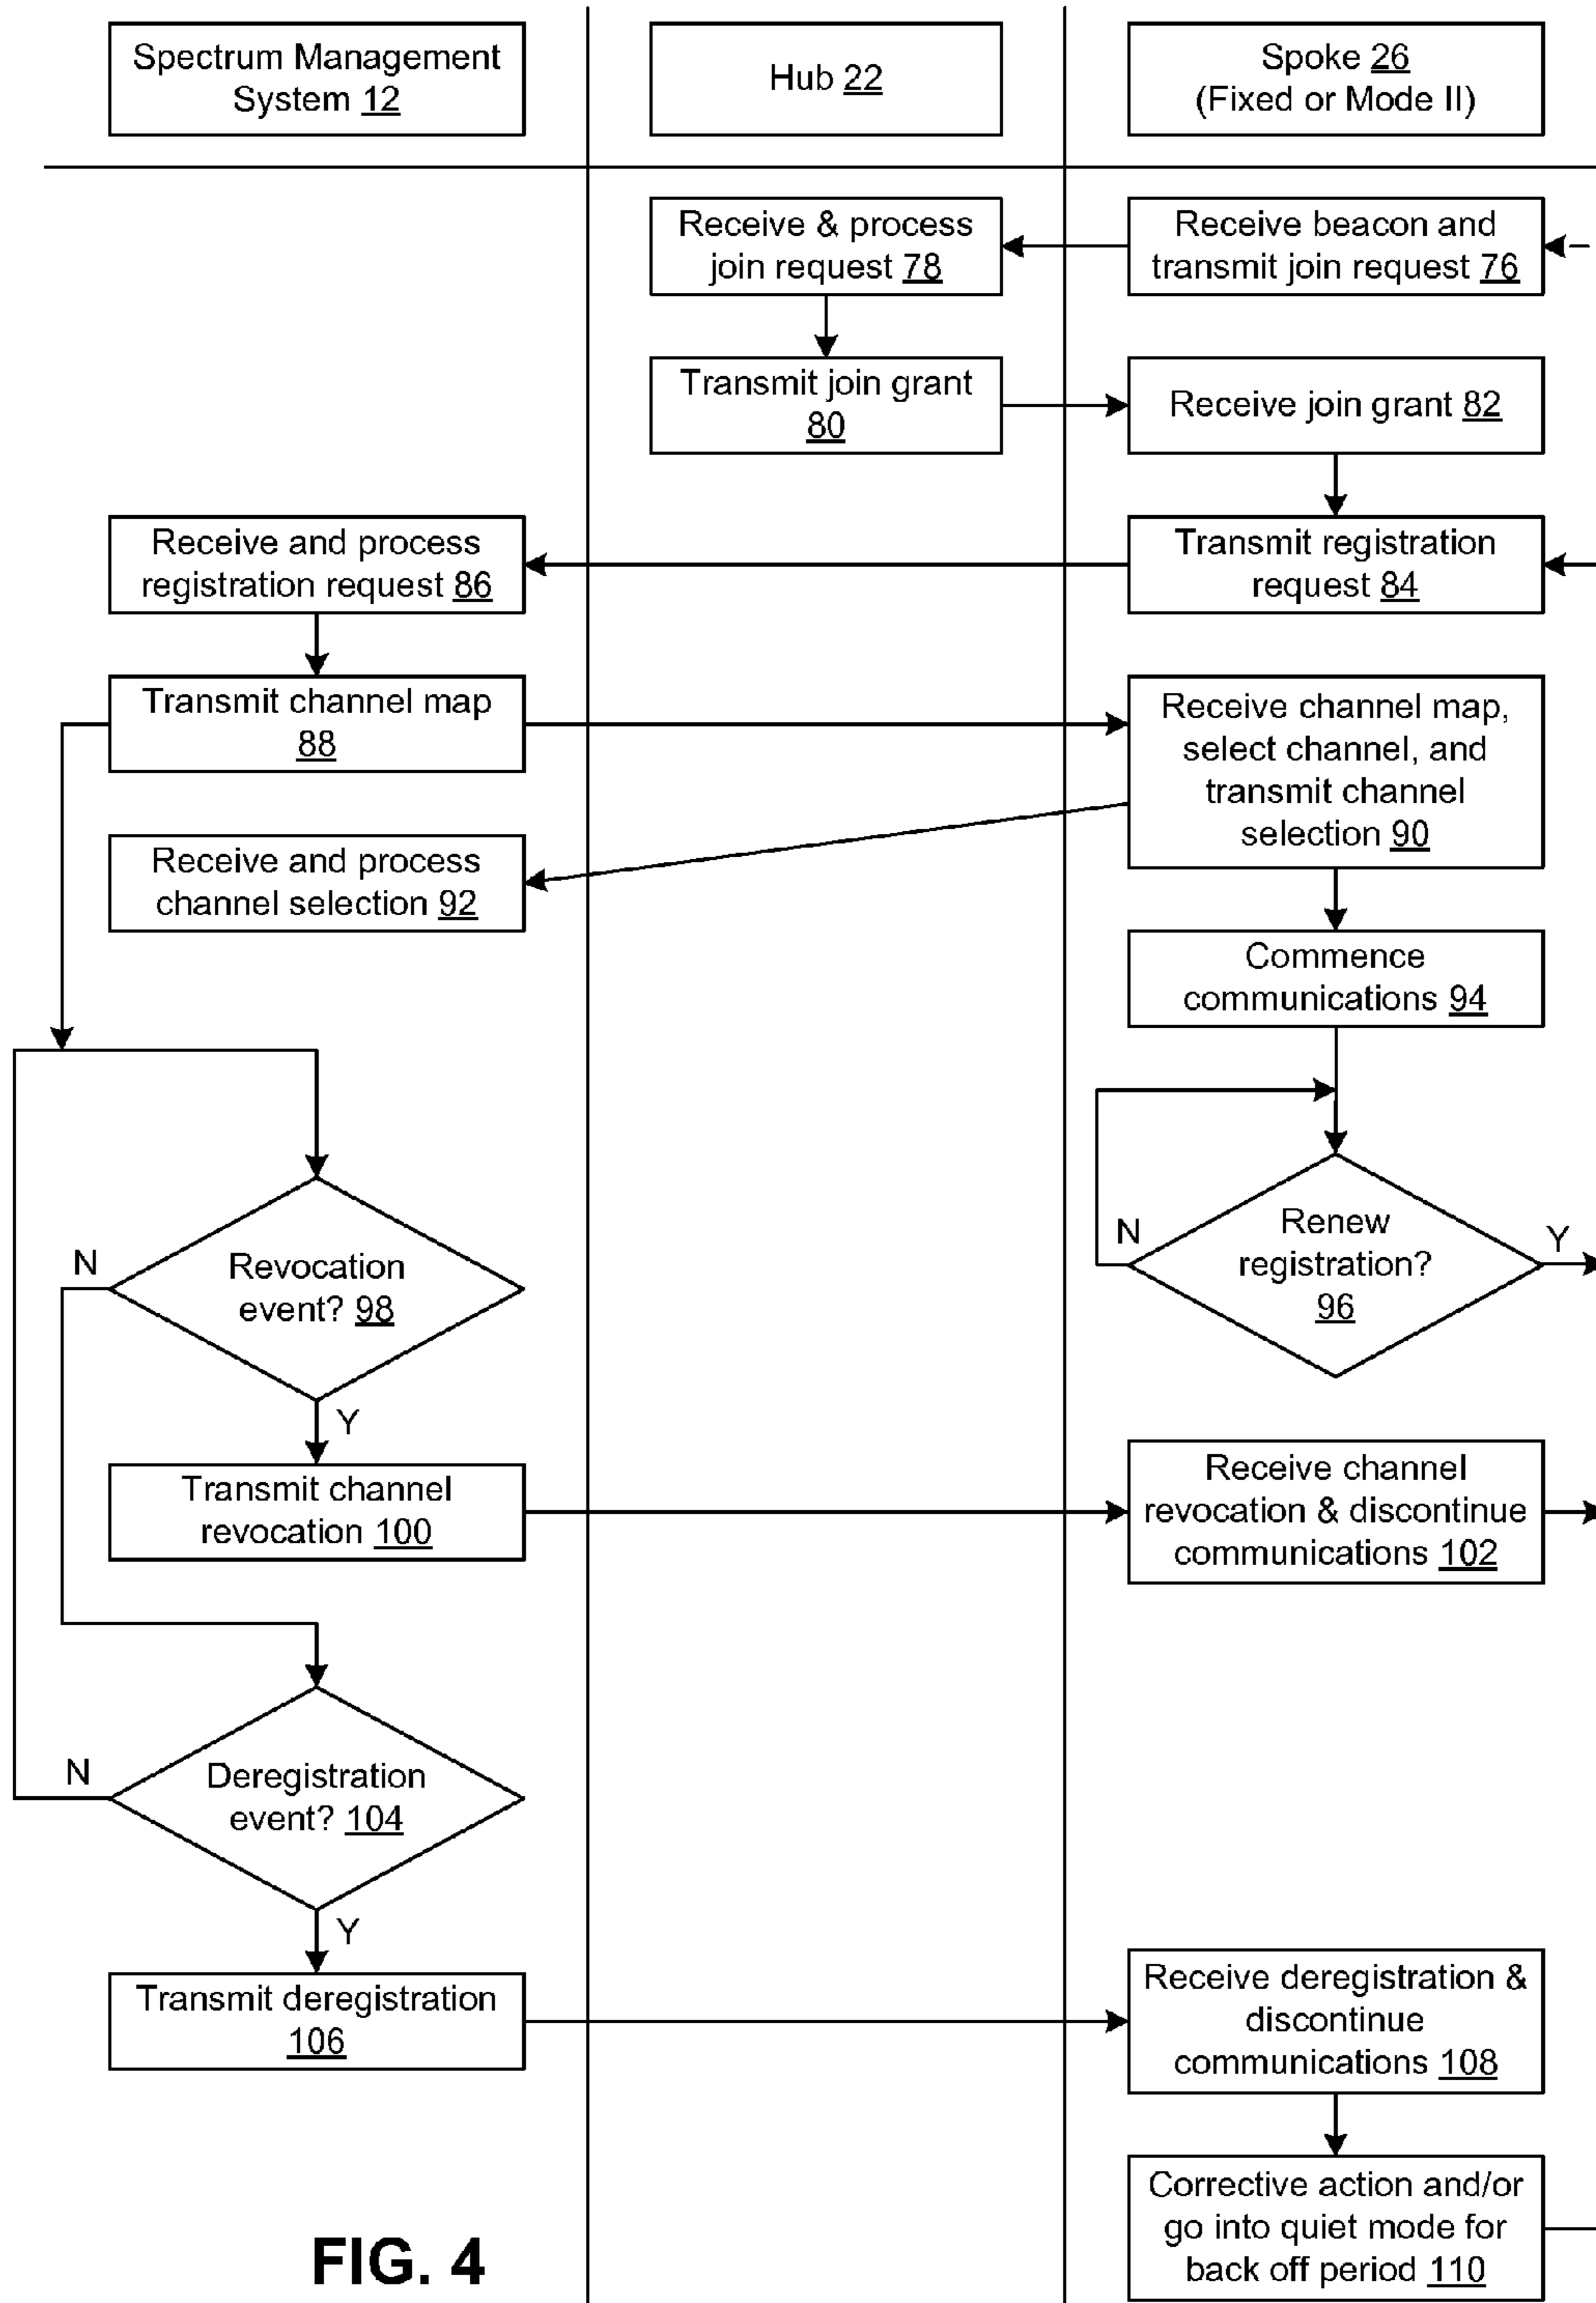 Spectrum Management
System 12
Hub 22
Spoke 26
(Fixed or Mode II)
Receive & process
join request 78
Receive beacon and
transmit join request 76
Transmit join grant
80
Receive join grant 82
Receive and process
registration request 86
Transmit registration
request 84
Transmit channel map
88
Receive channel map,
select channel, and
transmit channel
selection 90
Receive and process
channel selection 92
Commence
communications 94
N
Revocation
event? 98
Y
N
Renew
registration?
96
Y
Transmit channel
revocation 100
Receive channel
revocation & discontinue
communications 102
N
Deregistration
event? 104
Y
Transmit deregistration
106
Receive deregistration &
discontinue
communications 108
Corrective action and/or
go into quiet mode for
back off period 110
FIG. 4